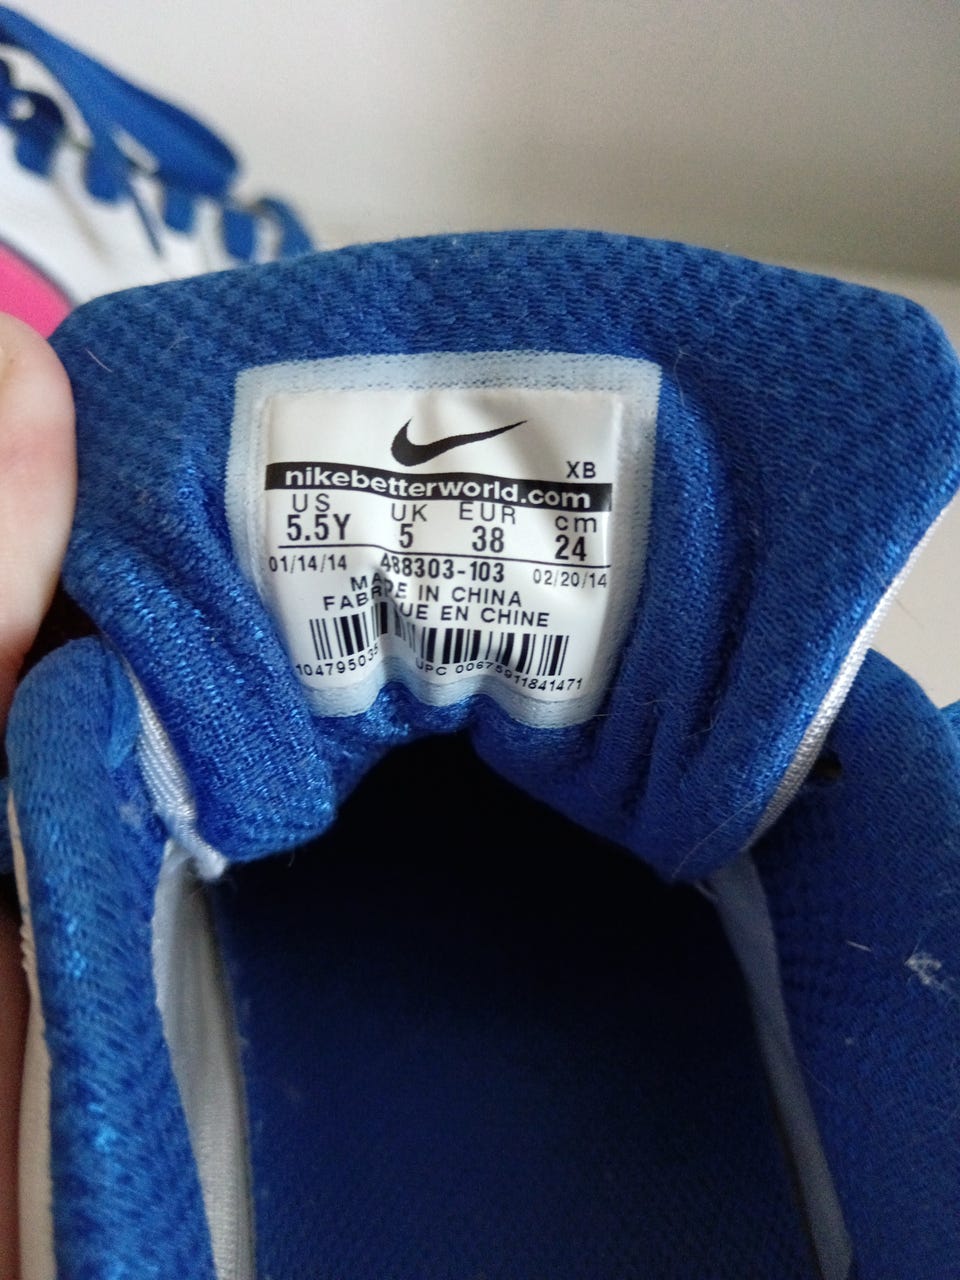 XB
nikebetterworld.com
US UK EUR cm
5.5Y 5 38 24
01/14/14 488303-103 02/20/14
IN CHINA
EN CHINE
UPC 00675911841471